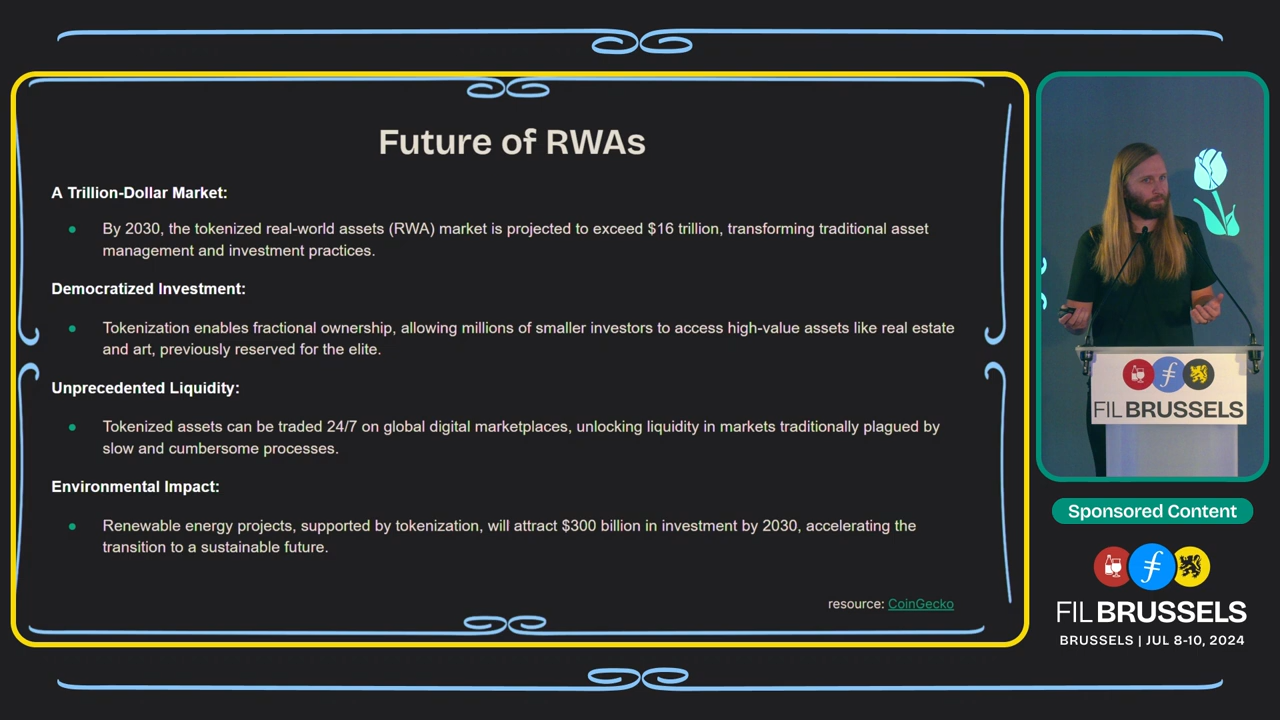 Future of RWAs
A Trillion-Dollar Market:
● By 2030, the tokenized real-world assets (RWA) market is projected to exceed $16 trillion, transforming traditional asset
management and investment practices.
Democratized Investment:
● Tokenization enables fractional ownership, allowing millions of smaller investors to access high-value assets like real estate
and art, previously reserved for the elite.
Unprecedented Liquidity:
● Tokenized assets can be traded 24/7 on global digital marketplaces, unlocking liquidity in markets traditionally plagued by
slow and cumbersome processes.
Environmental Impact:
● Renewable energy projects, supported by tokenization, will attract $300 billion in investment by 2030, accelerating the
transition to a sustainable future.
resource: CoinGecko
FIL BRUSSELS
Sponsored Content
FIL BRUSSELS
BRUSSELS | JUL 8-10, 2024